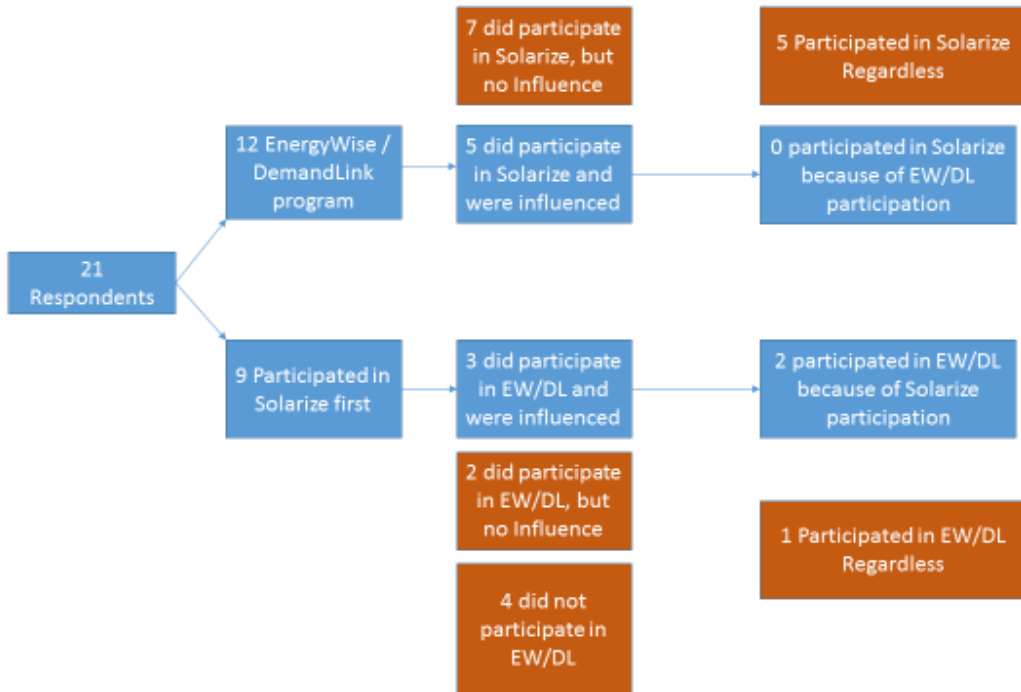 7 did participate
in Solarize, but
no Influence
5 Participated in Solarize
Regardless
12 EnergyWise /
DemandLink
program
5 did participate
in Solarize and
were influenced
0 participated in Solarize
because of EW/DL
participation
21
Respondents
9 Participated in
Solarize first
3 did participate
in EW/DL and
were influenced
2 participated in EW/DL
because of Solarize
participation
2 did participate
in EW/DL, but
no Influence
1 Participated in EW/DL
Regardless
4 did not
participate in
EW/DL